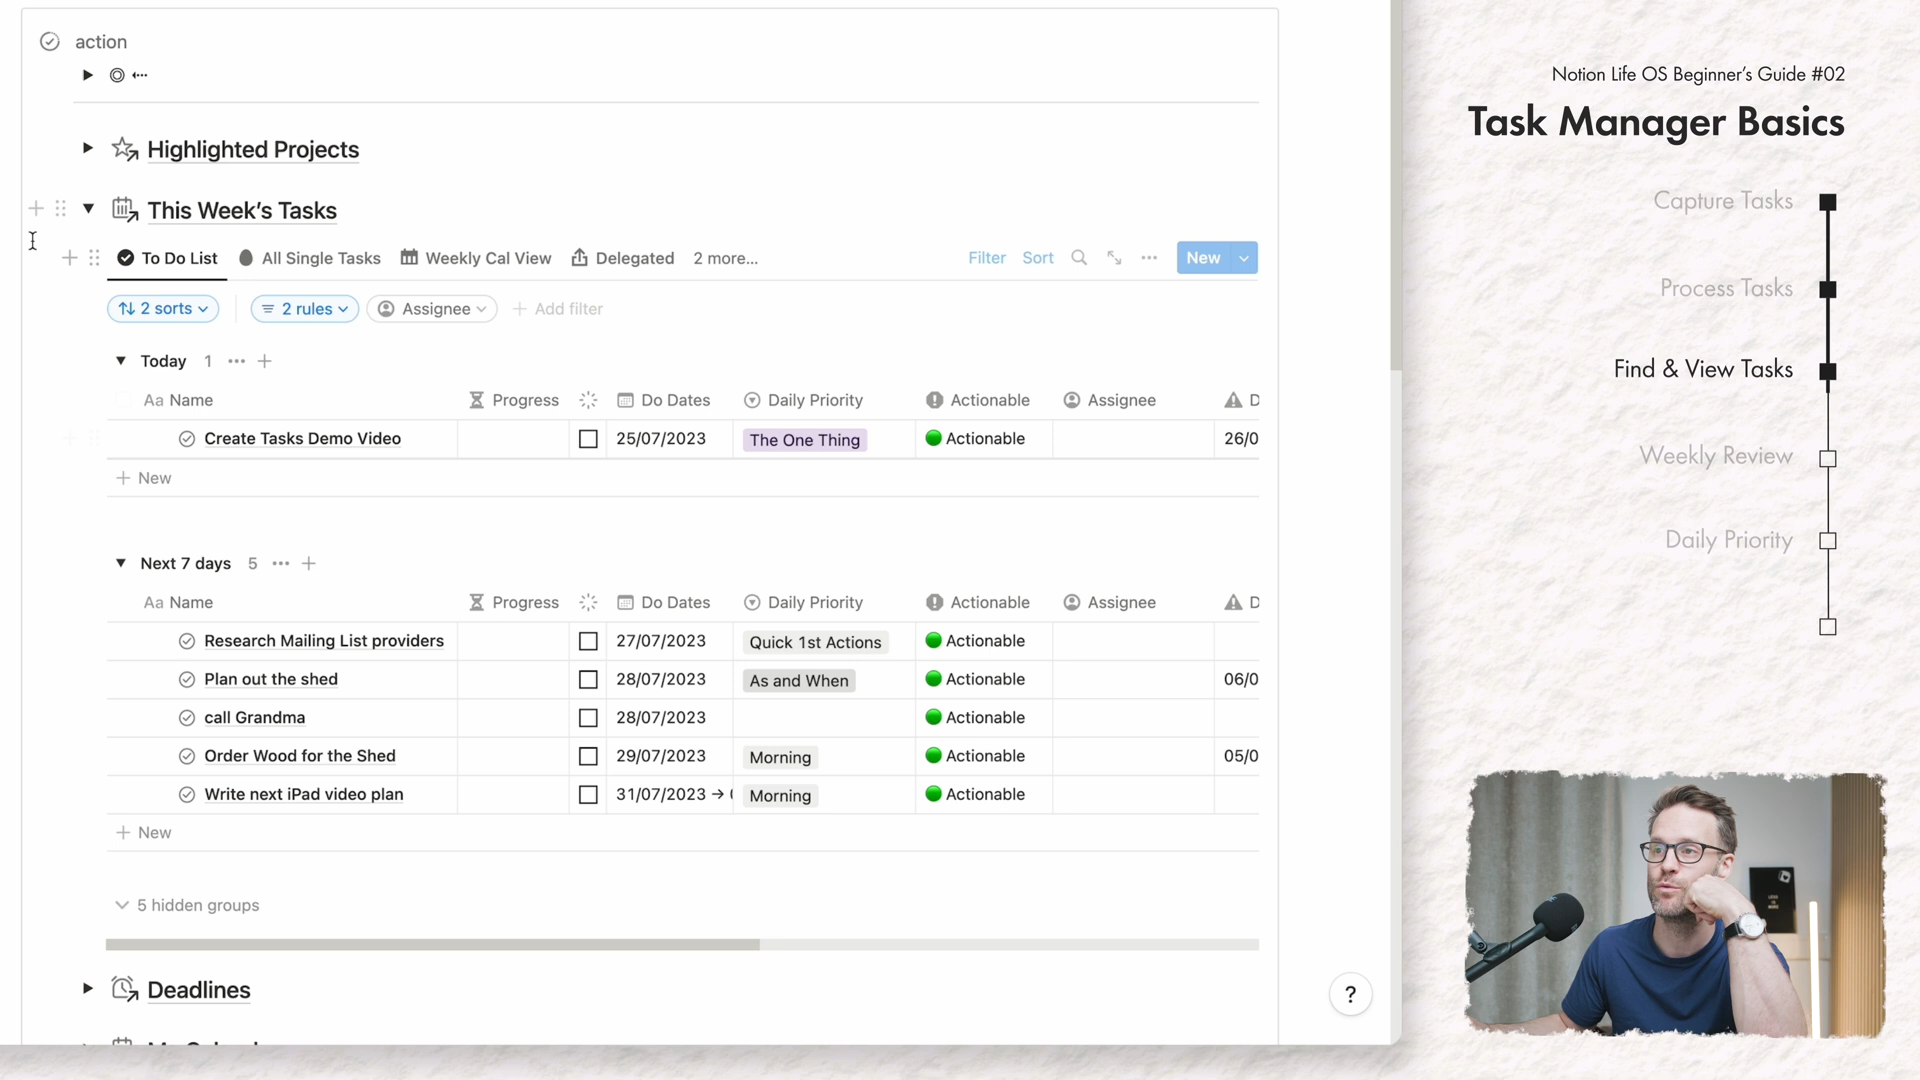 action
Highlighted Projects
This Week's Tasks
To Do List All Single Tasks Weekly Cal View Delegated 2 more... Filter Sort New
2 sorts 2 rules Assignee Add filter
Today 1
Aa Name Progress Do Dates Daily Priority Actionable Assignee D
Create Tasks Demo Video 25/07/2023 The One Thing Actionable 26/0
New
Next 7 days 5
Aa Name Progress Do Dates Daily Priority Actionable Assignee D
Research Mailing List providers 27/07/2023 Quick 1st Actions Actionable
Plan out the shed 28/07/2023 As and When Actionable 06/0
call Grandma 28/07/2023 Actionable
Order Wood for the Shed 29/07/2023 Morning Actionable 05/0
Write next iPad video plan 31/07/2023 → Morning Actionable
New
5 hidden groups
Deadlines
?
Notion Life OS Beginner's Guide #02
Task Manager Basics
Capture Tasks
Process Tasks
Find & View Tasks
Weekly Review
Daily Priority